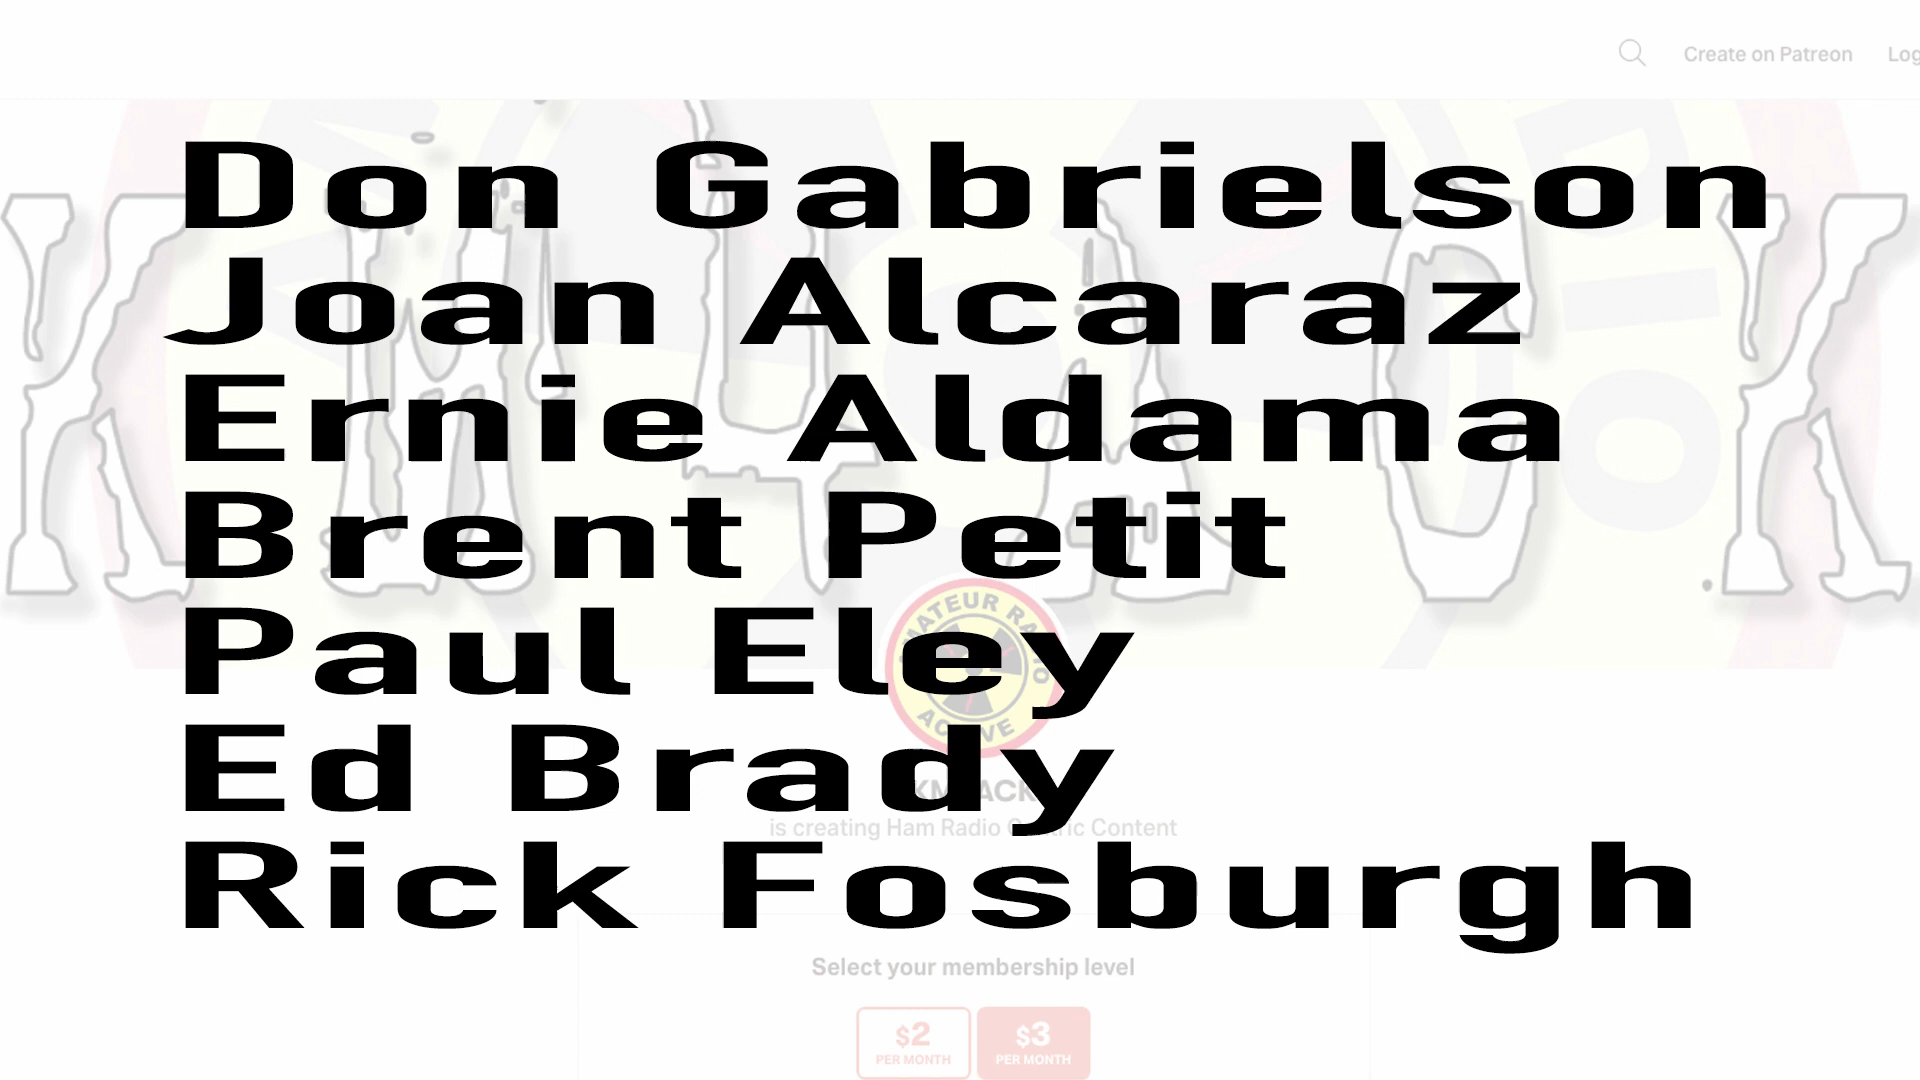 Create on Patreon
Don Gabrielson
Joan Alcaraz
Ernie Aldama
Brent Petit
Paul Eley
Ed Brady
is creating Ham Radio Content
Rick Fosburgh
Select your membership level
$2 $3
PER MONTH PER MONTH